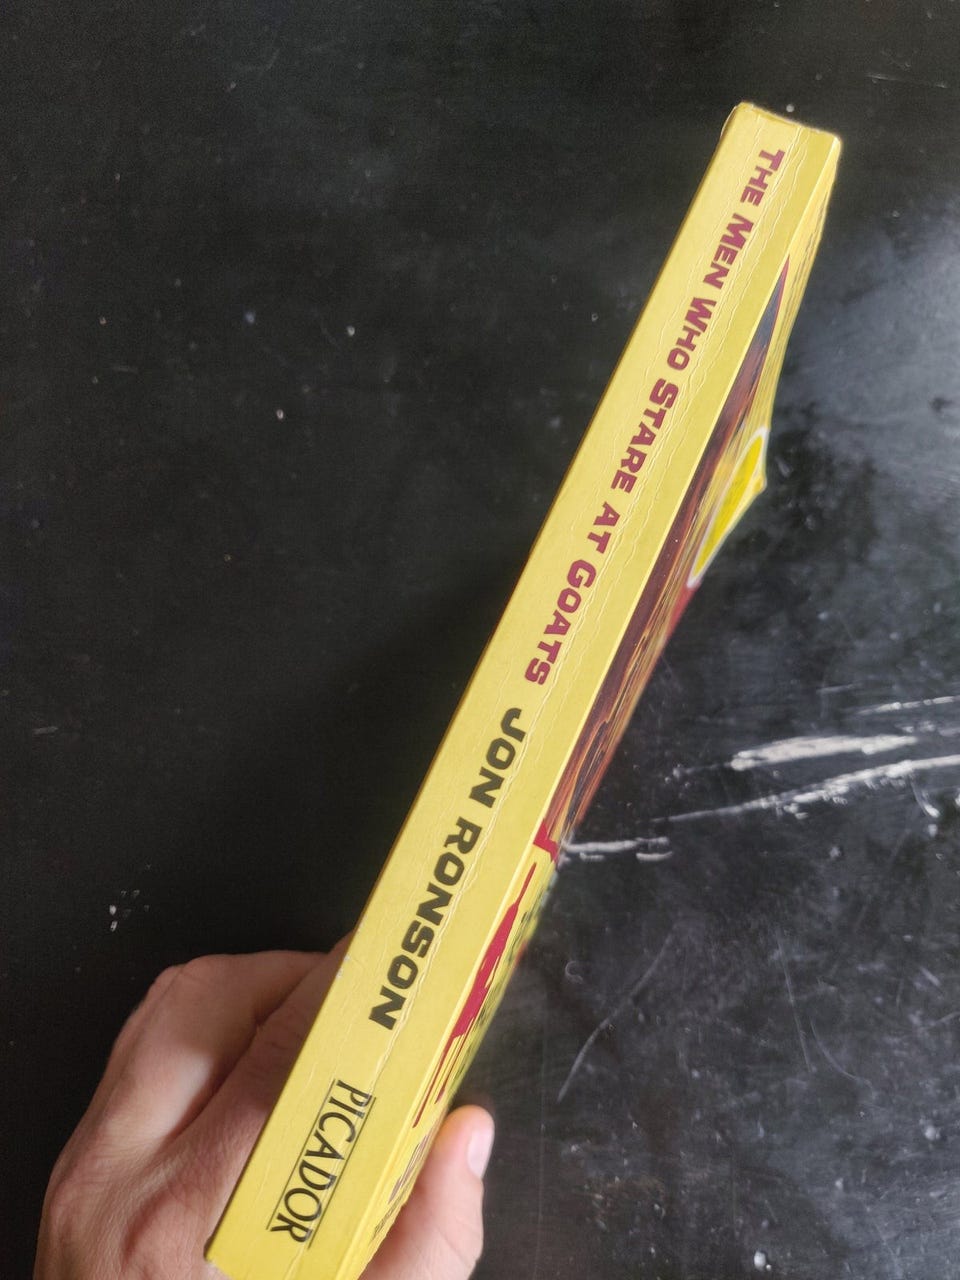 THE MEN WHO STARE AT GOATS JON RONSON PICADOR